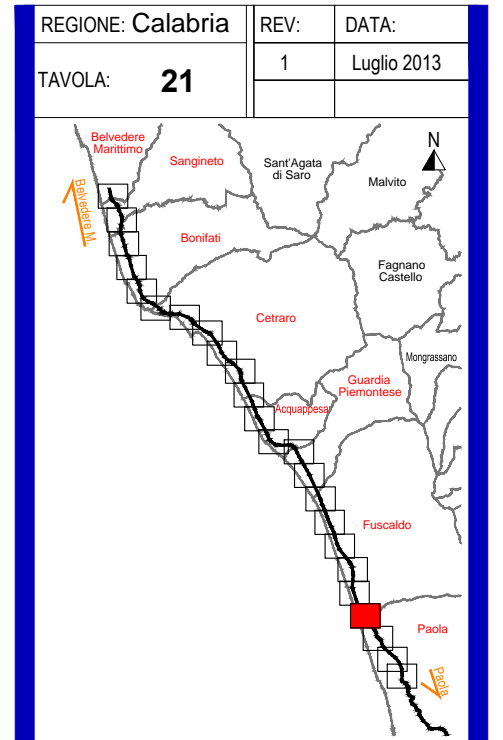 REGIONE: Calabria
REV:
DATA:
TAVOLA: 21
1
Luglio 2013
Belvedere
Marittimo
Sangineto
Sant'Agata
di Saro
N
Malvito
Belvedere M.
Bonifati
Fagnano
Castello
Cetraro
Mongrassano
Guardia
Piemontese
Acquappesa
Fuscaldo
Paola
Paola